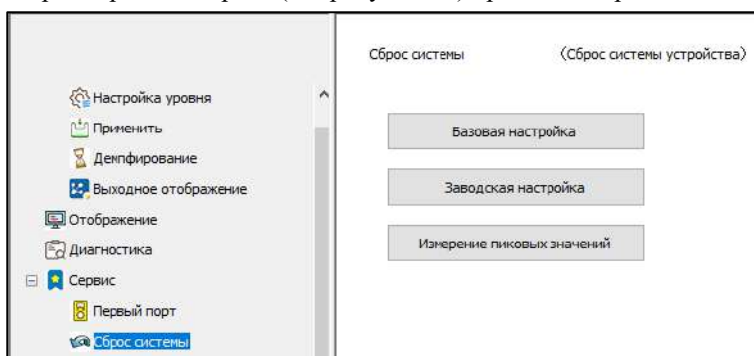 Сброс системы (Сброс системы устройства)
Настройка уровня
Применить
Демпфирование
Выходное отображение
Отображение
Диагностика
Сервис
Первый порт
Сброс системы
Базовая настройка
Заводская настройка
Измерение пиковых значений